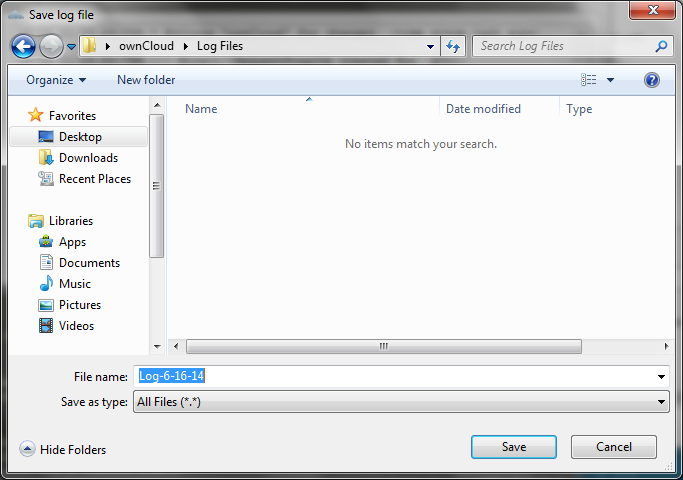 Save log file
ownCloud Log Files
Search Log Files
Organize New folder
Favorites
Desktop
Downloads
Recent Places
Libraries
Apps
Documents
Music
Pictures
Videos
Name Date modified Type
No items match your search.
File name: Log-6-16-14
Save as type: All Files (*.*)
Hide Folders
Save Cancel